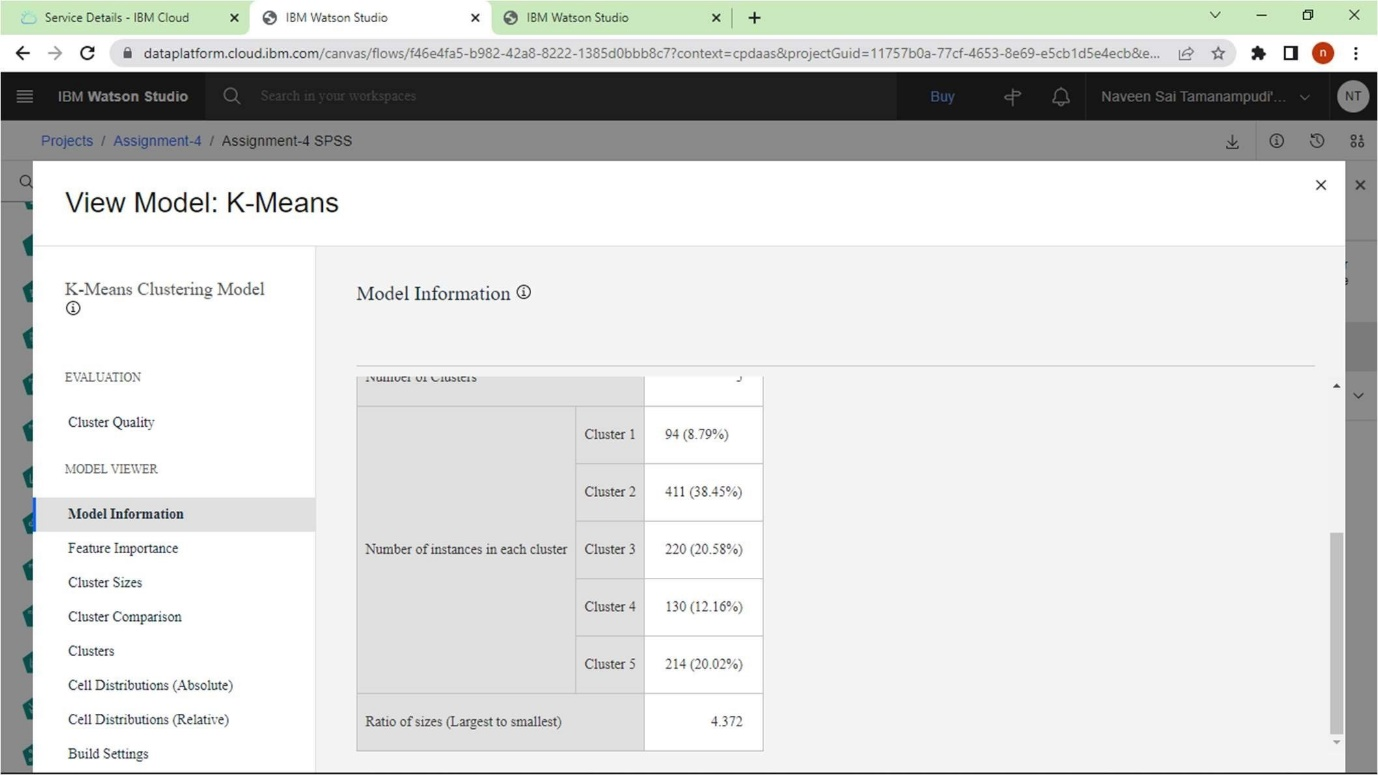 Service Details - IBM Cloud
IBM Watson Studio
IBM Watson Studio
dataplatform.cloud.ibm.com/canvas/flows/f46e4fa5-b982-42a8-8222-1385d0bbb8c7?context=cpdaas&projectGuid=11757b0a-77cf-4653-8e69-e5cb1d5e4ecb&e...
n
IBM Watson Studio
Search in your workspaces
Buy
Naveen Sai Tamanampudi'...
NT
Projects / Assignment-4 / Assignment-4 SPSS
View Model: K-Means
K-Means Clustering Model
EVALUATION
Cluster Quality
MODEL VIEWER
Model Information
Feature Importance
Cluster Sizes
Cluster Comparison
Clusters
Cell Distributions (Absolute)
Cell Distributions (Relative)
Build Settings
Model Information
Number of Clusters 5
Number of instances in each cluster
Cluster 1 94 (8.79%)
Cluster 2 411 (38.45%)
Cluster 3 220 (20.58%)
Cluster 4 130 (12.16%)
Cluster 5 214 (20.02%)
Ratio of sizes (Largest to smallest) 4.372